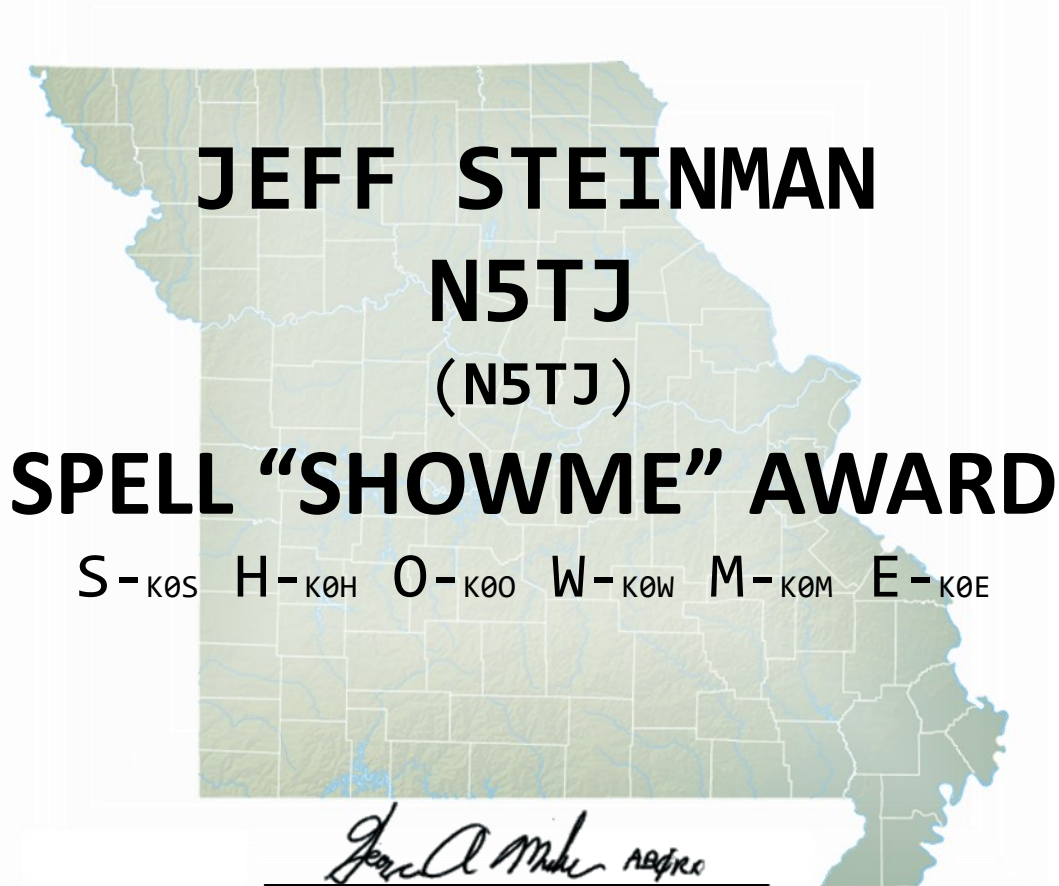 JEFF STEINMAN
N5TJ
(N5TJ)
SPELL “SHOWME” AWARD
S-K0S H-K0H O-K0O W-K0W M-K0M E-K0E